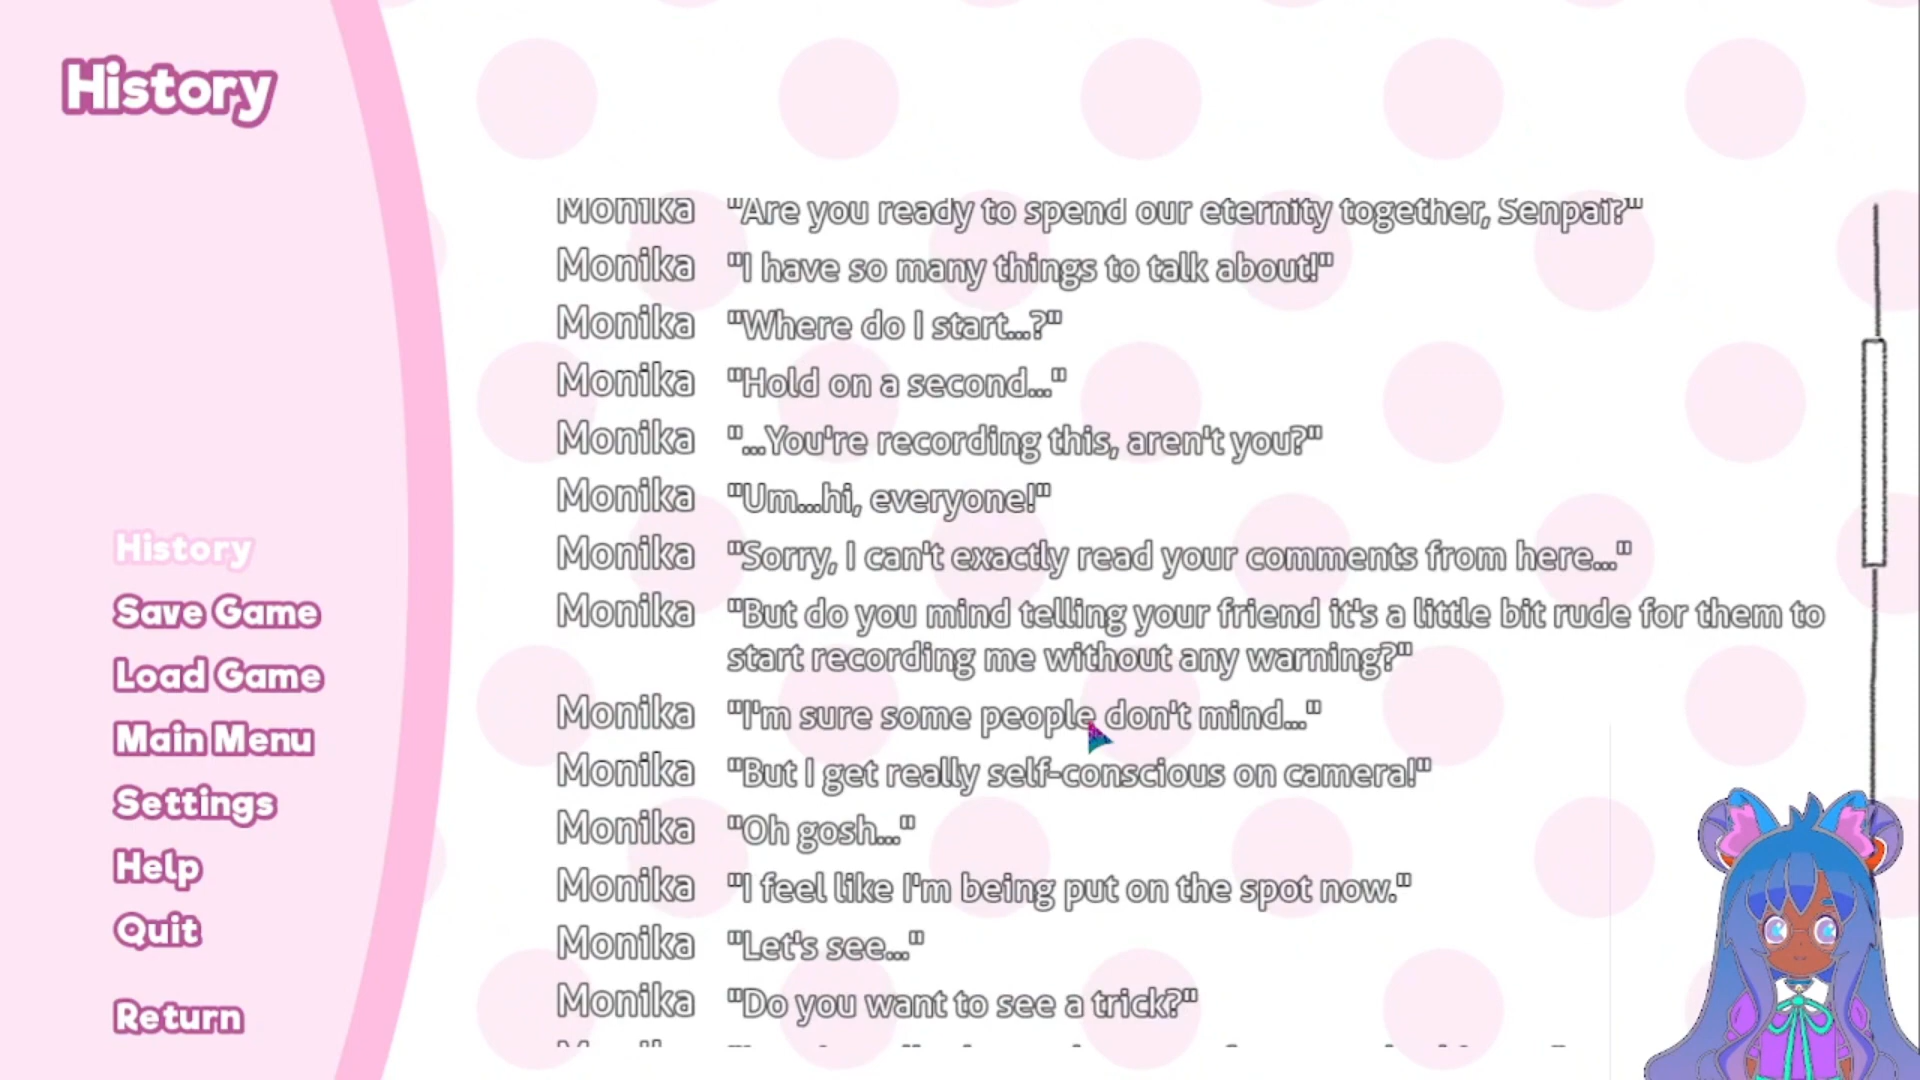 History
Monika "Are you ready to spend our eternity together, Senpai?"
Monika "I have so many things to talk about!"
Monika "Where do I start...?"
Monika "Hold on a second..."
Monika "...You're recording this, aren't you?"
Monika "Um...hi, everyone!"
Monika "Sorry, I can't exactly read your comments from here..."
Monika "But do you mind telling your friend it's a little bit rude for them to
start recording me without any warning?"
Monika "I'm sure some people don't mind..."
Monika "But I get really self-conscious on camera!"
Monika "Oh gosh..."
Monika "I feel like I'm being put on the spot now."
Monika "Let's see..."
Monika "Do you want to see a trick?"
History
Save Game
Load Game
Main Menu
Settings
Help
Quit
Return